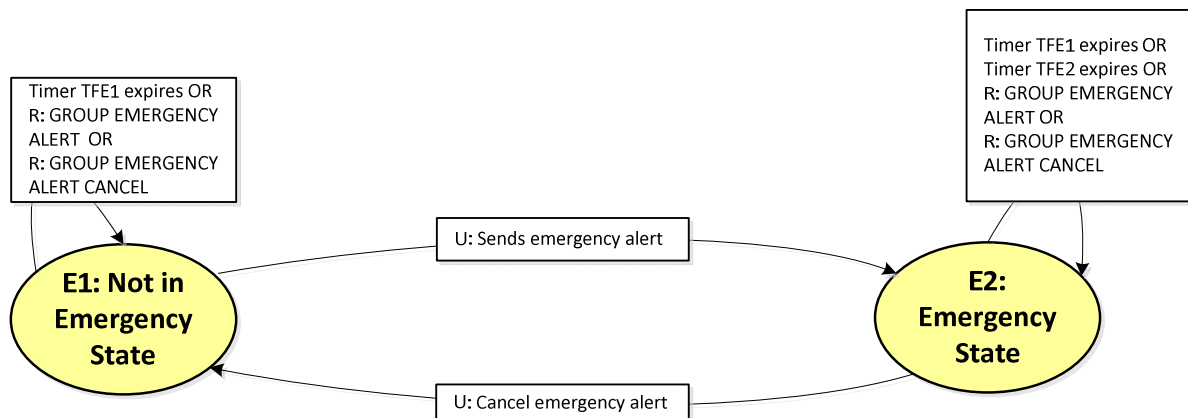 Timer TFE1 expires OR
R: GROUP EMERGENCY
ALERT OR
R: GROUP EMERGENCY
ALERT CANCEL
Timer TFE1 expires OR
Timer TFE2 expires OR
R: GROUP EMERGENCY
ALERT OR
R: GROUP EMERGENCY
ALERT CANCEL
U: Sends emergency alert
E1: Not in
Emergency
State
E2:
Emergency
State
U: Cancel emergency alert